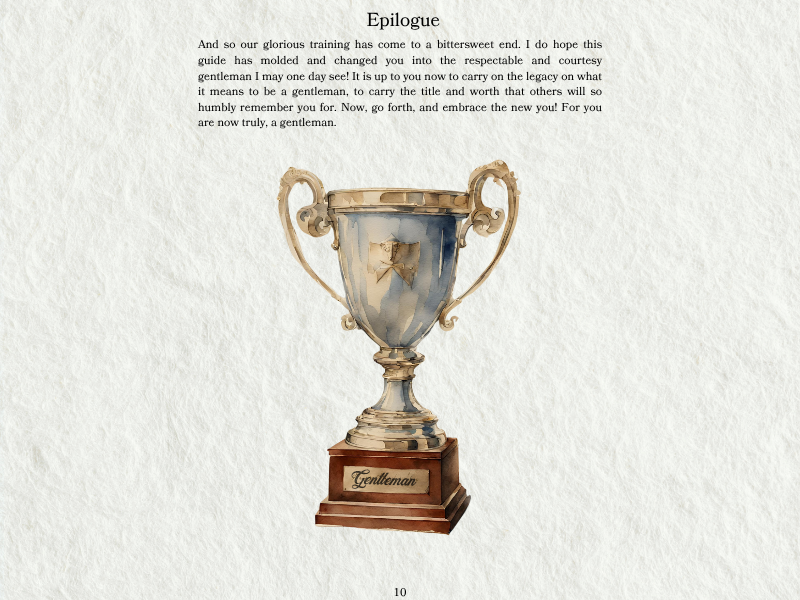 Epilogue
And so our glorious training has come to a bittersweet end. I do hope this
guide has molded and changed you into the respectable and courtesy
gentleman I may one day see! It is up to you now to carry on the legacy on what
it means to be a gentleman, to carry the title and worth that others will so
humbly remember you for. Now, go forth, and embrace the new you! For you
are now truly, a gentleman.
Gentleman
10